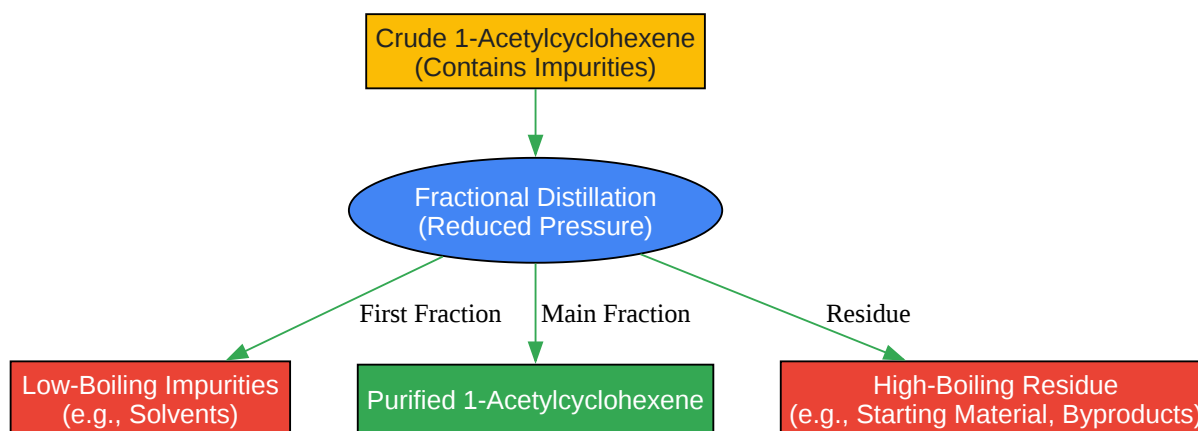 Crude 1-Acetylcyclohexene
(Contains Impurities)
Fractional Distillation
(Reduced Pressure)
First Fraction
Main Fraction
Residue
Low-Boiling Impurities
(e.g., Solvents)
Purified 1-Acetylcyclohexene
High-Boiling Residue
(e.g., Starting Material, Byproducts)